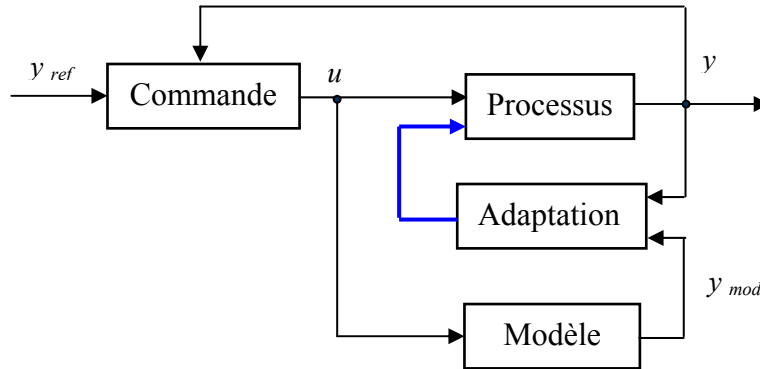 y ref
Commande
u
Processus
y
Adaptation
y mod
Modèle